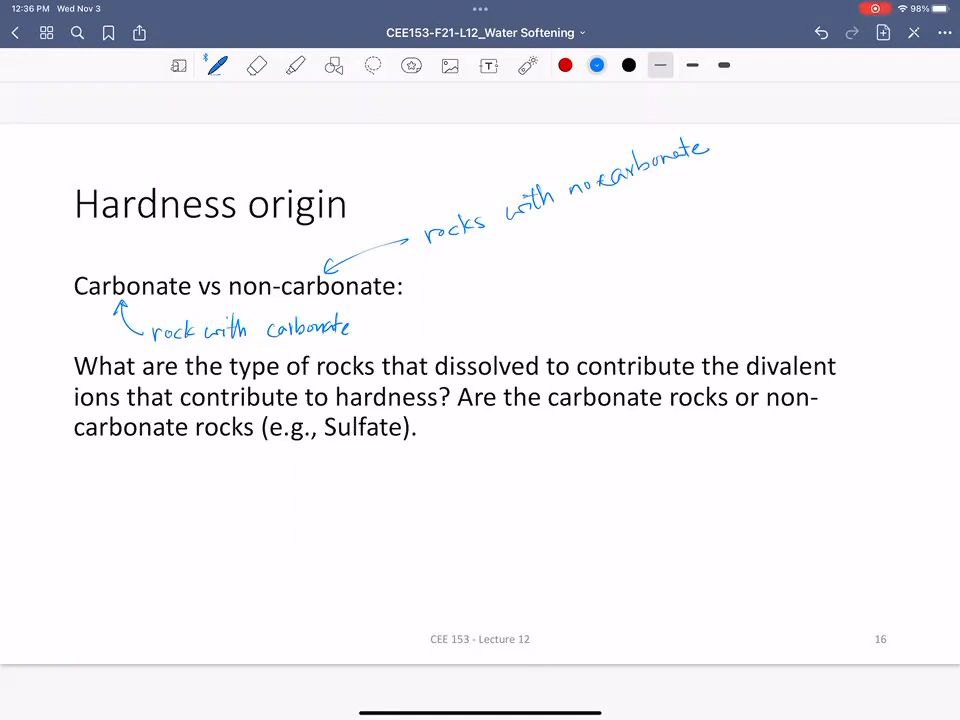 12:36 PM Wed Nov 3
98%
CEE153-F21-L12_Water Softening
T
Hardness origin
rocks with nocarbonate
Carbonate vs non-carbonate:
rock with carbonate
What are the type of rocks that dissolved to contribute the divalent
ions that contribute to hardness? Are the carbonate rocks or non-
carbonate rocks (e.g., Sulfate).
CEE 153 - Lecture 12
16